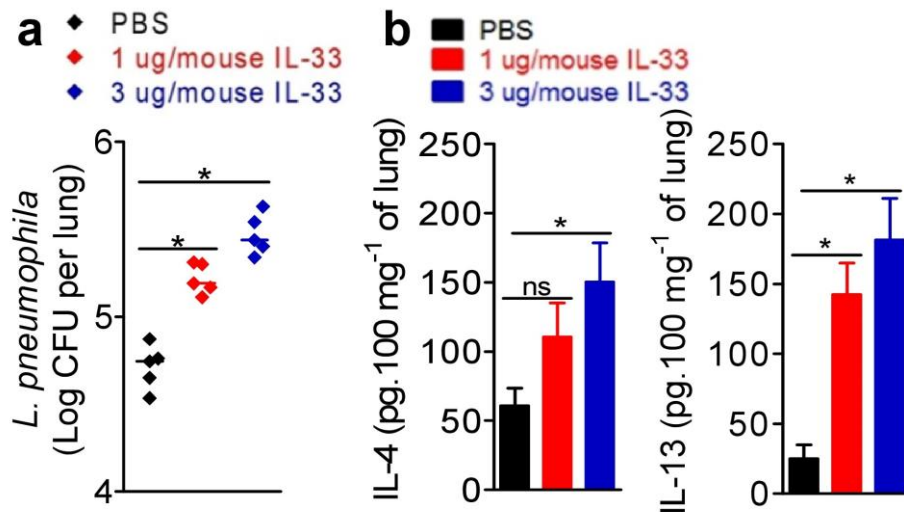 a
PBS
1 ug/mouse IL-33
3 ug/mouse IL-33
L. pneumophila
(Log CFU per lung)
6
5
4
*
*
b
PBS
1 ug/mouse IL-33
3 ug/mouse IL-33
IL-4 (pg.100 mg⁻¹ of lung)
250
200
150
100
50
0
*
ns
IL-13 (pg.100 mg⁻¹ of lung)
250
200
150
100
50
0
*
*